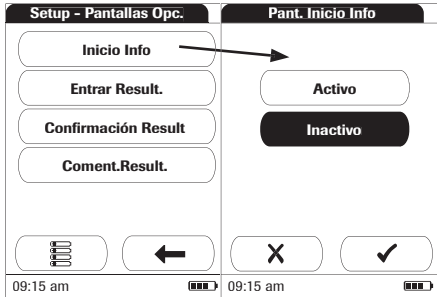 Setup - Pantallas Opc.
Inicio Info
Entrar Result.
Confirmación Result
Coment.Result.
09:15 am
Pant. Inicio Info
Activo
Inactivo
09:15 am